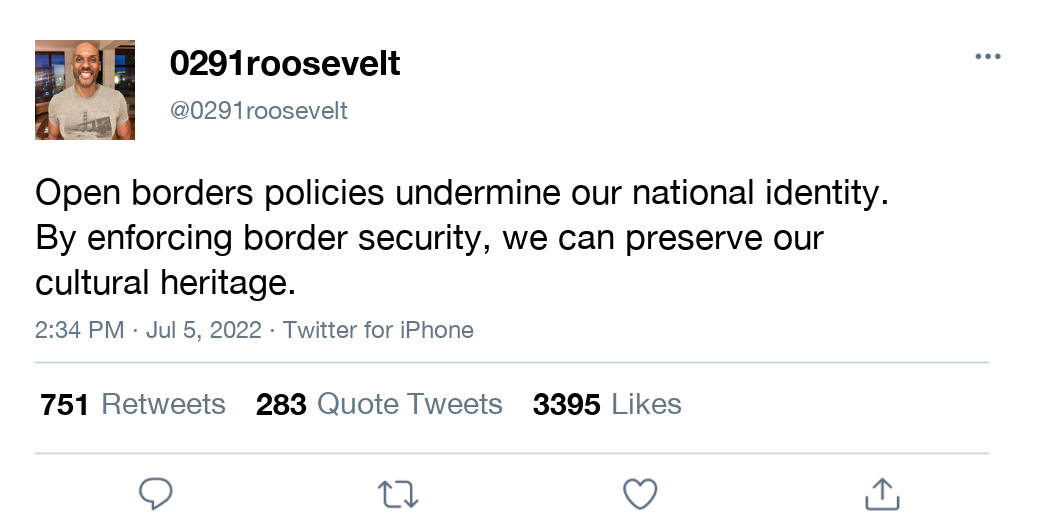 0291roosevelt
@0291roosevelt
Open borders policies undermine our national identity.
By enforcing border security, we can preserve our
cultural heritage.
2:34 PM · Jul 5, 2022 · Twitter for iPhone
751 Retweets 283 Quote Tweets 3395 Likes